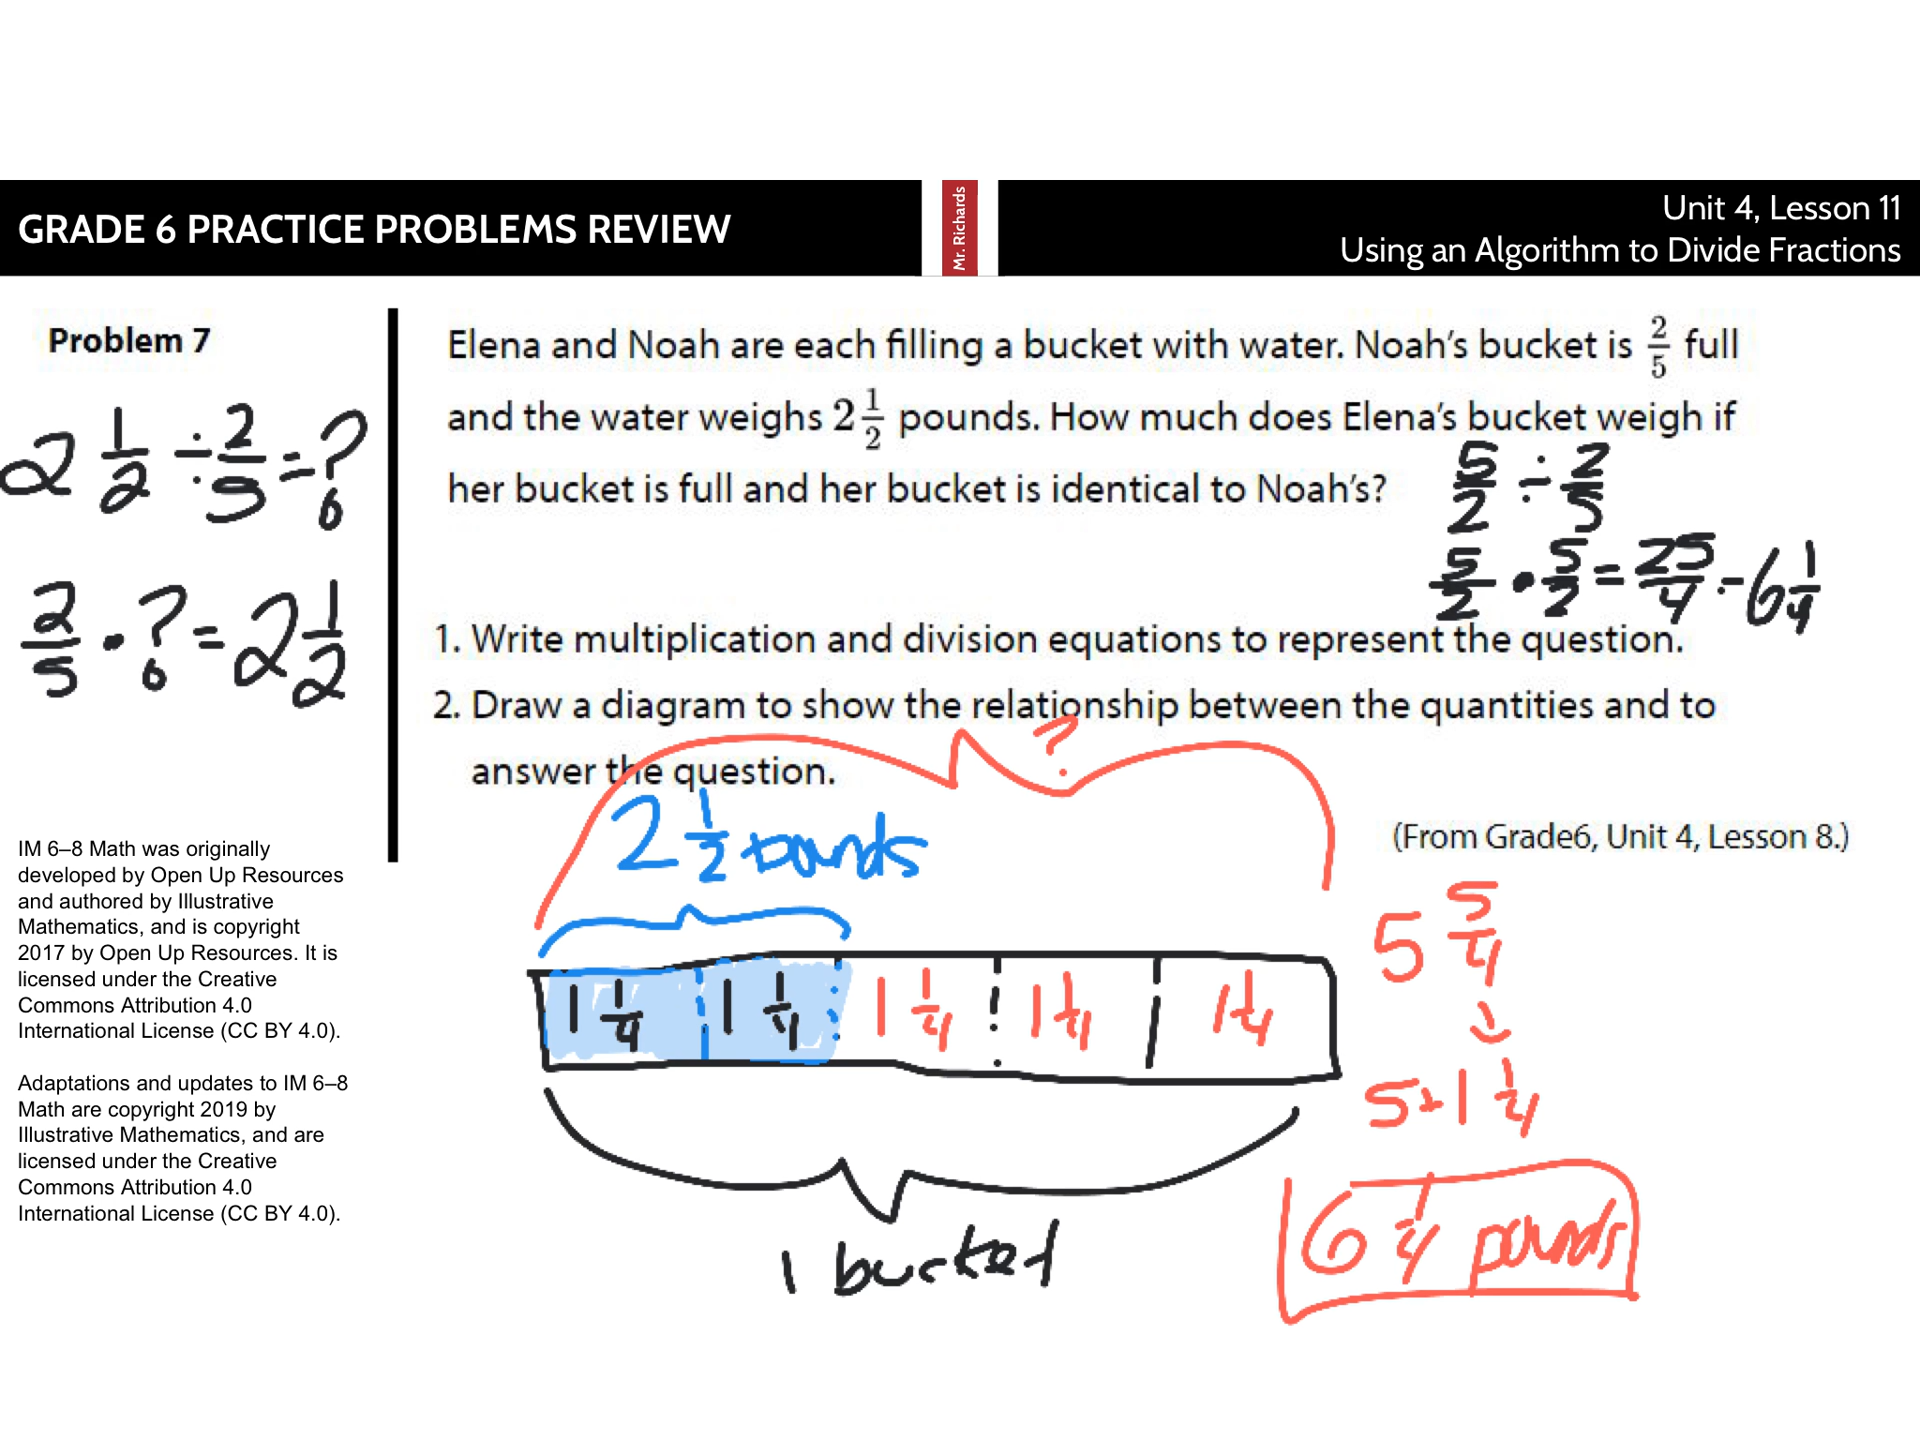 GRADE 6 PRACTICE PROBLEMS REVIEW
Mr. Richards
Unit 4, Lesson 11
Using an Algorithm to Divide Fractions
Problem 7
2 1/2 ÷ 2/5 = ?
6
2/5 • ? = 2 1/2
6
Elena and Noah are each filling a bucket with water. Noah's bucket is 2/5 full
and the water weighs 2 1/2 pounds. How much does Elena's bucket weigh if
her bucket is full and her bucket is identical to Noah's?
5/2 ÷ 2/5
5/2 • 5/2 = 25/4 = 6 1/4
1. Write multiplication and division equations to represent the question.
2. Draw a diagram to show the relationship between the quantities and to
answer the question.
(From Grade6, Unit 4, Lesson 8.)
?
2 1/2 pounds
1 1/4 1 1/4 1 1/4 1 1/4 1 1/4
1 bucket
5 5/4
5+1 1/4
6 1/4 pounds
IM 6–8 Math was originally
developed by Open Up Resources
and authored by Illustrative
Mathematics, and is copyright
2017 by Open Up Resources. It is
licensed under the Creative
Commons Attribution 4.0
International License (CC BY 4.0).
Adaptations and updates to IM 6–8
Math are copyright 2019 by
Illustrative Mathematics, and are
licensed under the Creative
Commons Attribution 4.0
International License (CC BY 4.0).